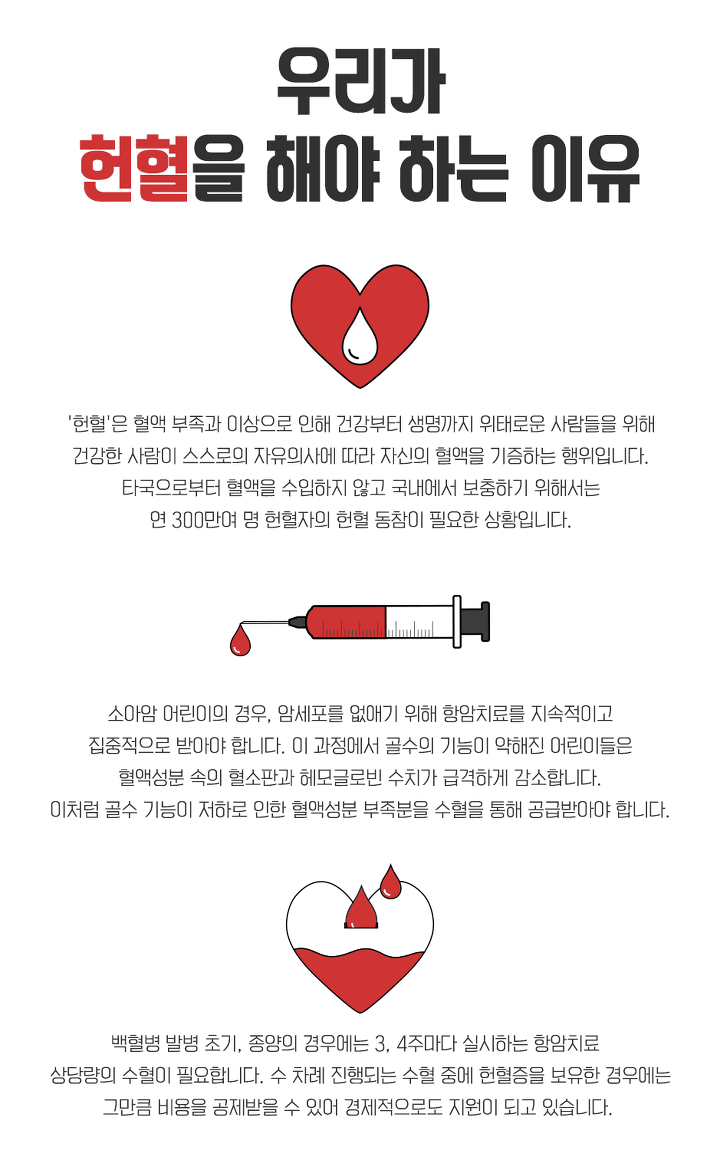 우리가
헌혈을 해야 하는 이유
'헌혈'은 혈액 부족과 이상으로 인해 건강부터 생명까지 위태로운 사람들을 위해
건강한 사람이 스스로의 자유의사에 따라 자신의 혈액을 기증하는 행위입니다.
타국으로부터 혈액을 수입하지 않고 국내에서 보충하기 위해서는
연 300만여 명 헌혈자의 헌혈 동참이 필요한 상황입니다.
소아암 어린이의 경우, 암세포를 없애기 위해 항암치료를 지속적이고
집중적으로 받아야 합니다. 이 과정에서 골수의 기능이 약해진 어린이들은
혈액성분 속의 혈소판과 헤모글로빈 수치가 급격하게 감소합니다.
이처럼 골수 기능이 저하로 인한 혈액성분 부족분을 수혈을 통해 공급받아야 합니다.
백혈병 발병 초기, 종양의 경우에는 3, 4주마다 실시하는 항암치료
상당량의 수혈이 필요합니다. 수 차례 진행되는 수혈 중에 헌혈증을 보유한 경우에는
그만큼 비용을 공제받을 수 있어 경제적으로도 지원이 되고 있습니다.